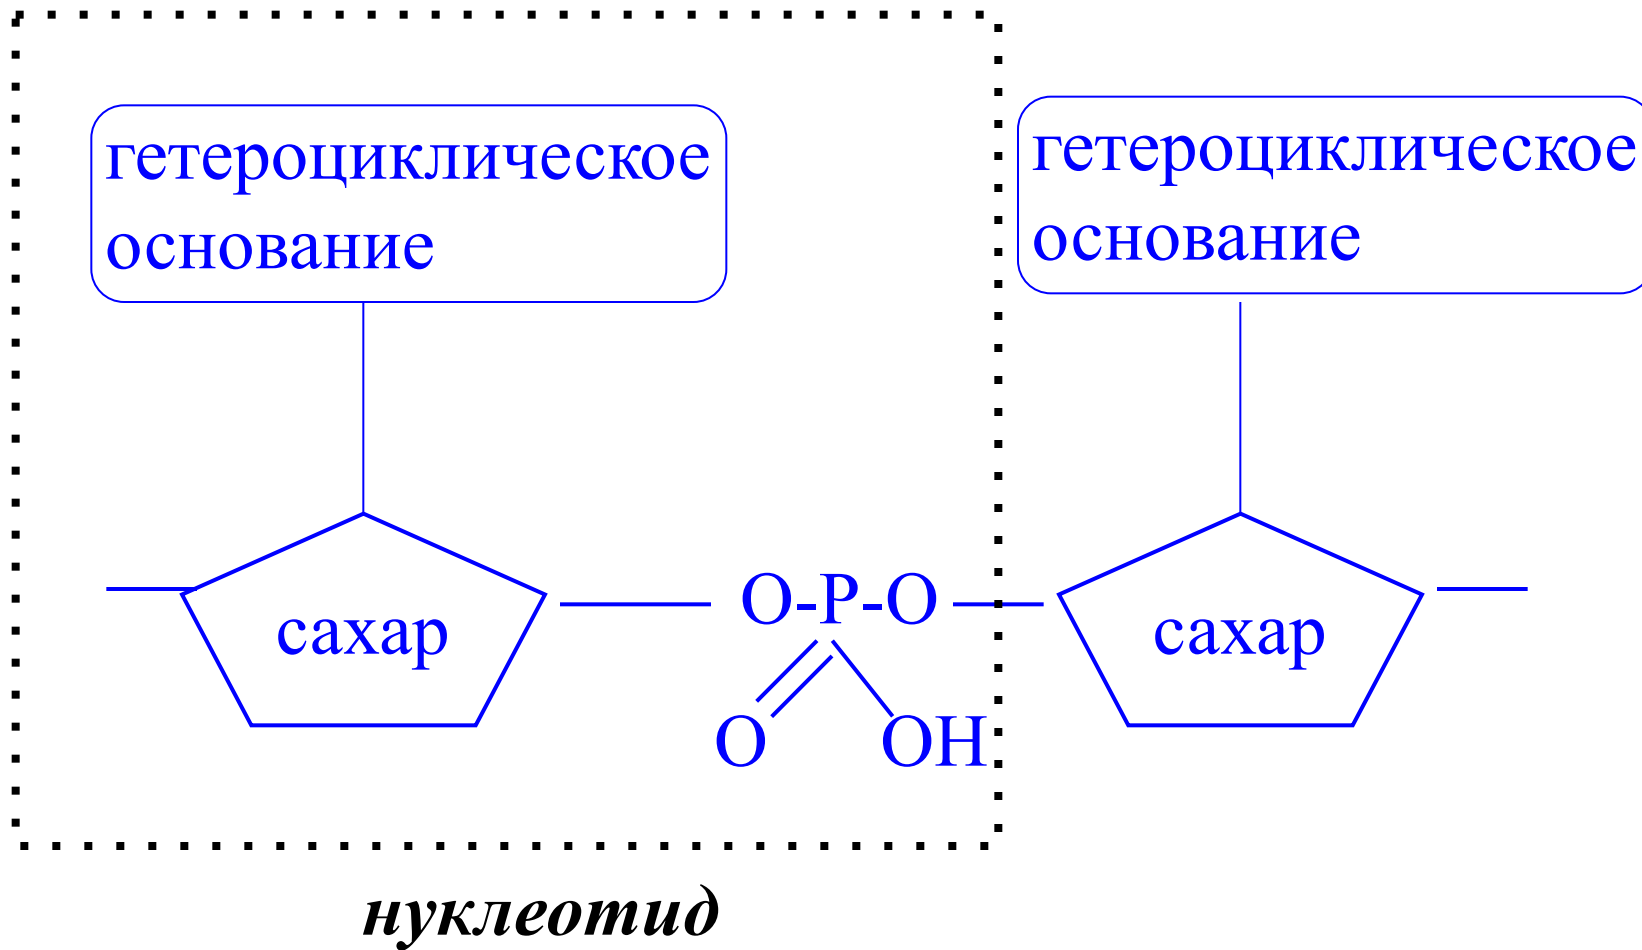 гетероциклическое
основание
гетероциклическое
основание
сахар
O-P-O
O
OH
сахар
нуклеотид